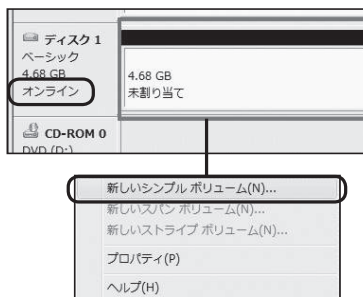 ディスク 1
ベーシック
4.68 GB
オンライン
4.68 GB
未割り当て
CD-ROM 0
DVD (D:)
新しいシンプル ボリューム(N)...
新しいスパン ボリューム(N)...
新しいストライプ ボリューム(N)...
プロパティ(P)
ヘルプ(H)